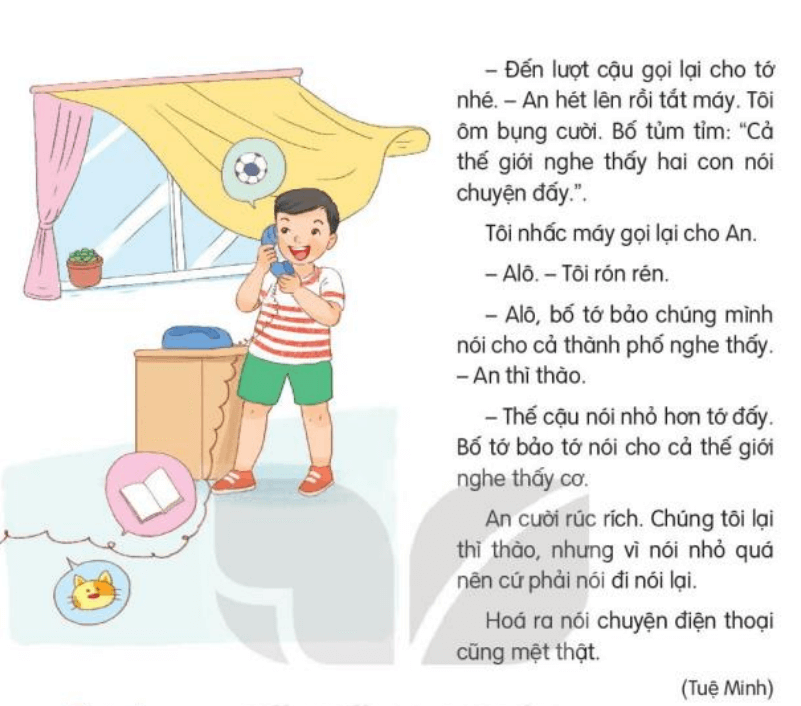 – Đến lượt cậu gọi lại cho tớ
nhé. – An hét lên rồi tắt máy. Tôi
ôm bụng cười. Bố tủm tỉm: “Cả
thế giới nghe thấy hai con nói
chuyện đấy.”.
Tôi nhấc máy gọi lại cho An.
– Alô. – Tôi rón rén.
– Alô, bố tớ bảo chúng mình
nói cho cả thành phố nghe thấy.
– An thì thào.
– Thế cậu nói nhỏ hơn tớ đấy.
Bố tớ bảo tớ nói cho cả thế giới
nghe thấy cơ.
An cười rúc rích. Chúng tôi lại
thì thào, nhưng vì nói nhỏ quá
nên cứ phải nói đi nói lại.
Hoá ra nói chuyện điện thoại
cũng mệt thật.
(Tuệ Minh)